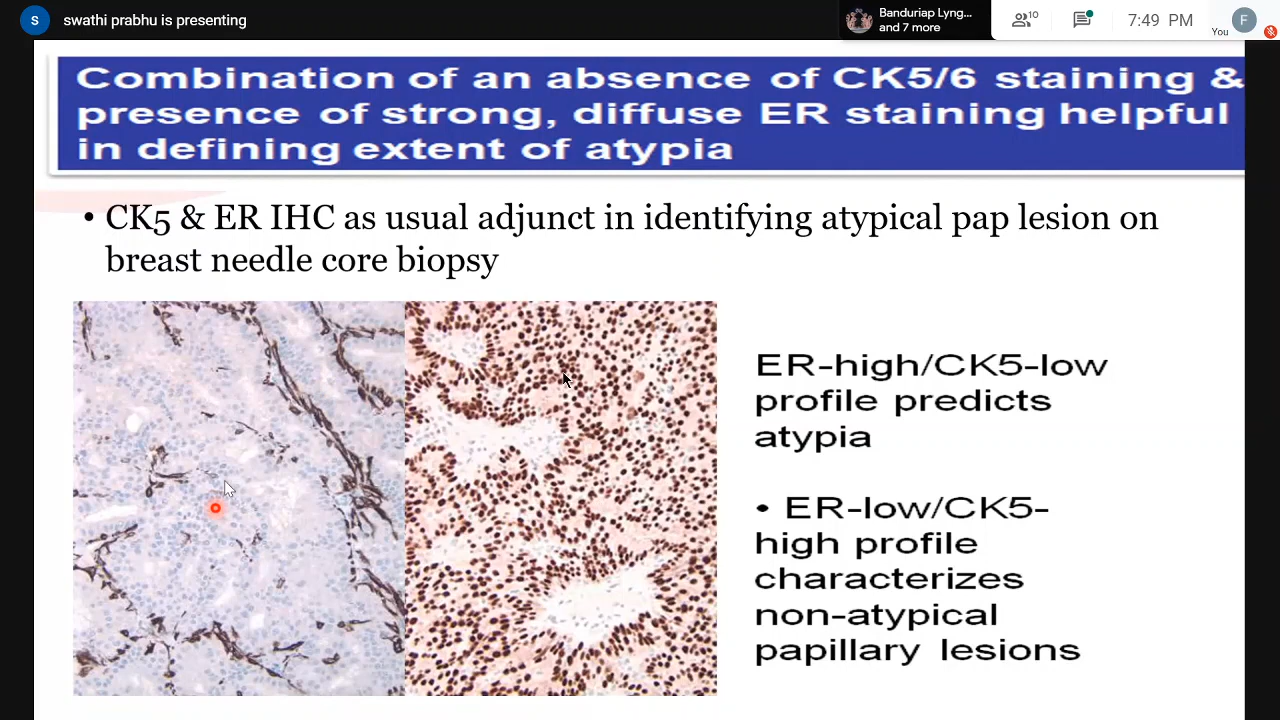 S
swathi prabhu is presenting
Banduriap Lyng...
and 7 more
10
7:49 PM
You
F
Combination of an absence of CK5/6 staining &
presence of strong, diffuse ER staining helpful
in defining extent of atypia
• CK5 & ER IHC as usual adjunct in identifying atypical pap lesion on
breast needle core biopsy
ER-high/CK5-low
profile predicts
atypia
• ER-low/CK5-
high profile
characterizes
non-atypical
papillary lesions